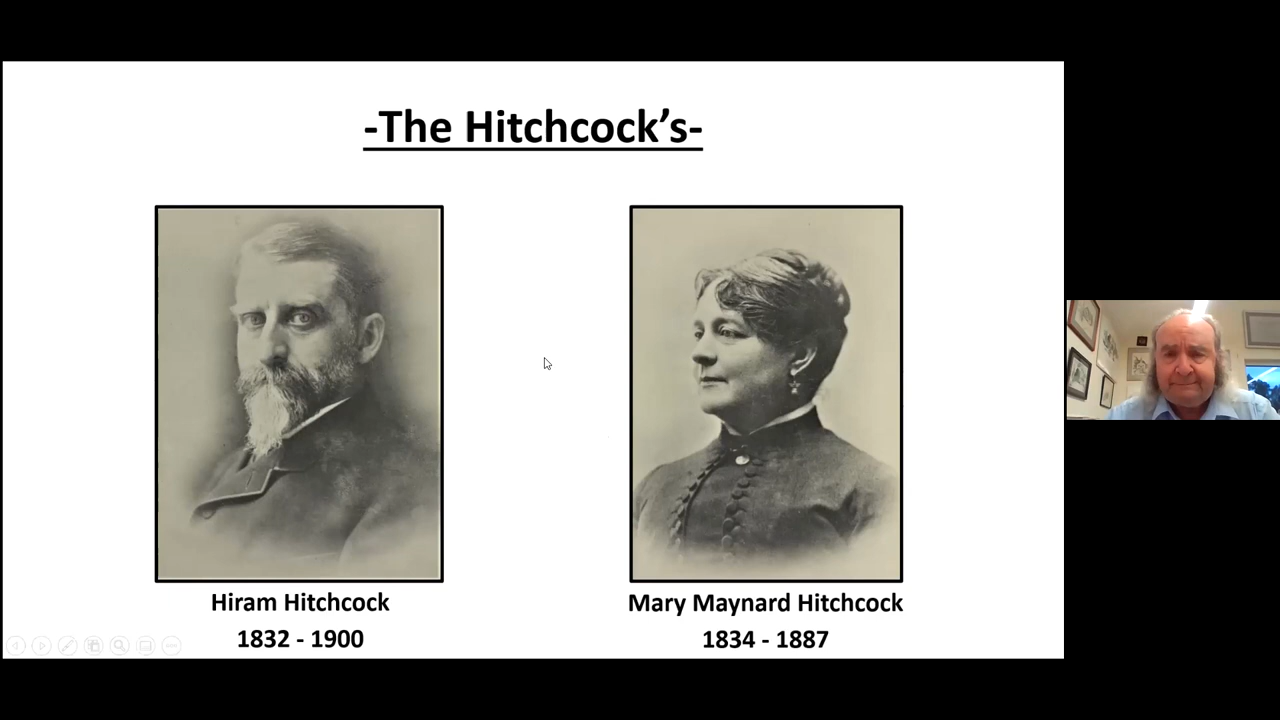 -The Hitchcock’s-
Hiram Hitchcock
1832 - 1900
Mary Maynard Hitchcock
1834 - 1887